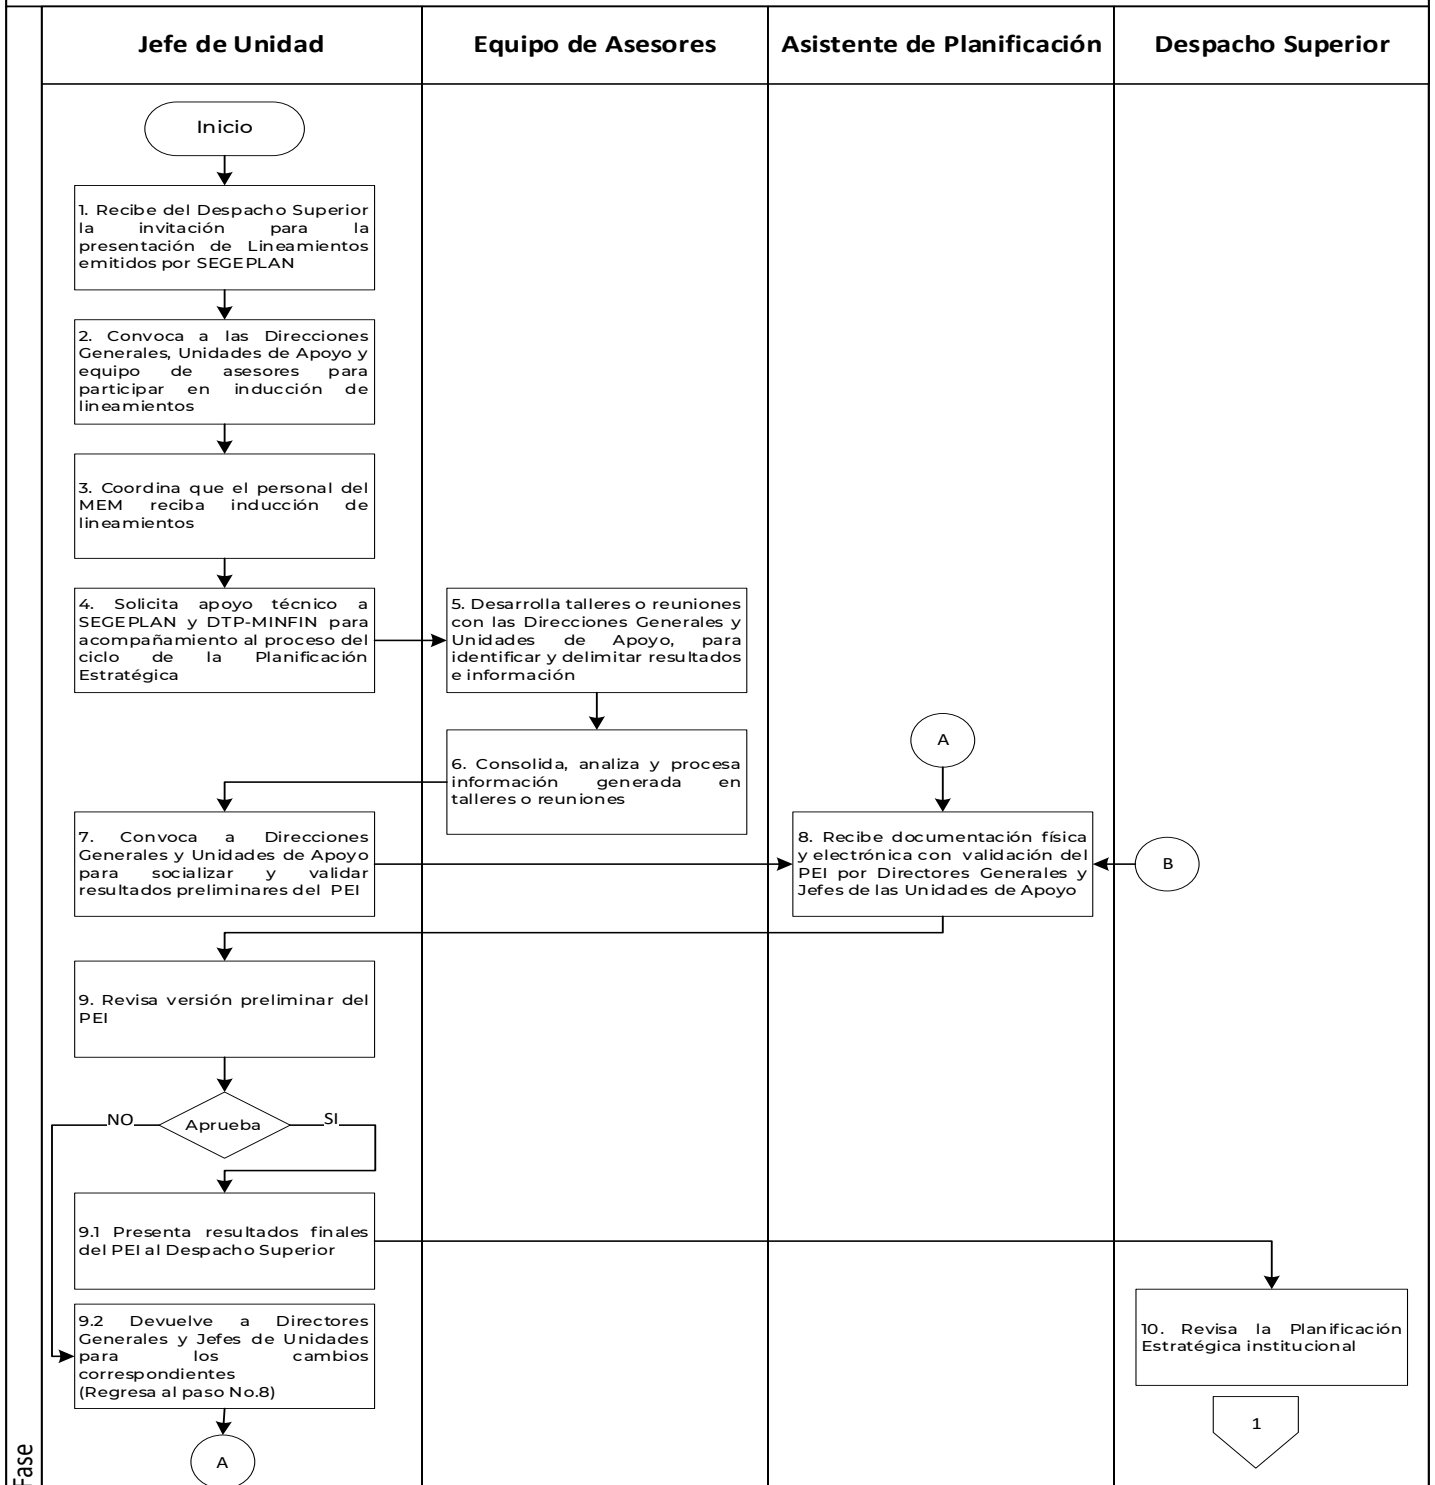 Jefe de Unidad
Equipo de Asesores
Asistente de Planificación
Despacho Superior
Inicio
1. Recibe del Despacho Superior
la invitación para la
presentación de Lineamientos
emitidos por SEGEPLAN
2. Convoca a las Direcciones
Generales, Unidades de Apoyo y
equipo de asesores para
participar en inducción de
lineamientos
3. Coordina que el personal del
MEM reciba inducción de
lineamientos
4. Solicita apoyo técnico a
SEGEPLAN y DTP-MINFIN para
acompañamiento al proceso del
ciclo de la Planificación
Estratégica
5. Desarrolla talleres o reuniones
con las Direcciones Generales y
Unidades de Apoyo, para
identificar y delimitar resultados
e información
6. Consolida, analiza y procesa
información generada en
talleres o reuniones
A
7. Convoca a Direcciones
Generales y Unidades de Apoyo
para socializar y validar
resultados preliminares del PEI
8. Recibe documentación física
y electrónica con validación del
PEI por Directores Generales y
Jefes de las Unidades de Apoyo
B
9. Revisa versión preliminar del
PEI
NO
Aprueba
SI
9.1 Presenta resultados finales
del PEI al Despacho Superior
9.2 Devuelve a Directores
Generales y Jefes de Unidades
para los cambios
correspondientes
(Regresa al paso No.8)
10. Revisa la Planificación
Estratégica institucional
1
A
Fase